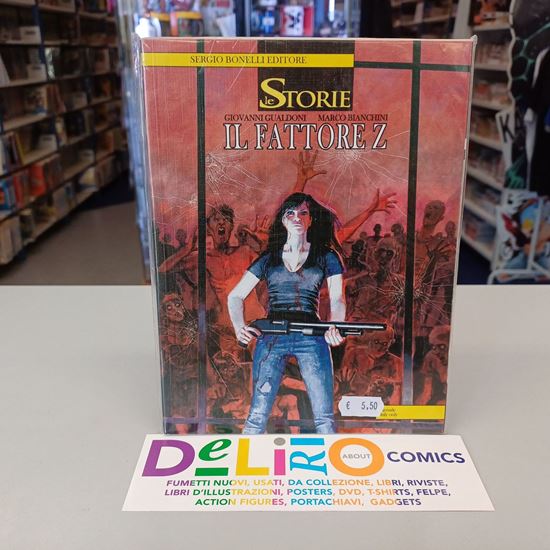 SERGIO BONELLI EDITORE
le STORIE
GIOVANNI GUALDONI MARCO BIANCHINI
IL FATTORE Z
€ 5,50
DELIRIO ABOUT COMICS
FUMETTI NUOVI, USATI, DA COLLEZIONE, LIBRI, RIVISTE,
LIBRI D'ILLUSTRAZIONI, POSTERS, DVD, T-SHIRTS, FELPE,
ACTION FIGURES, PORTACHIAVI, GADGETS